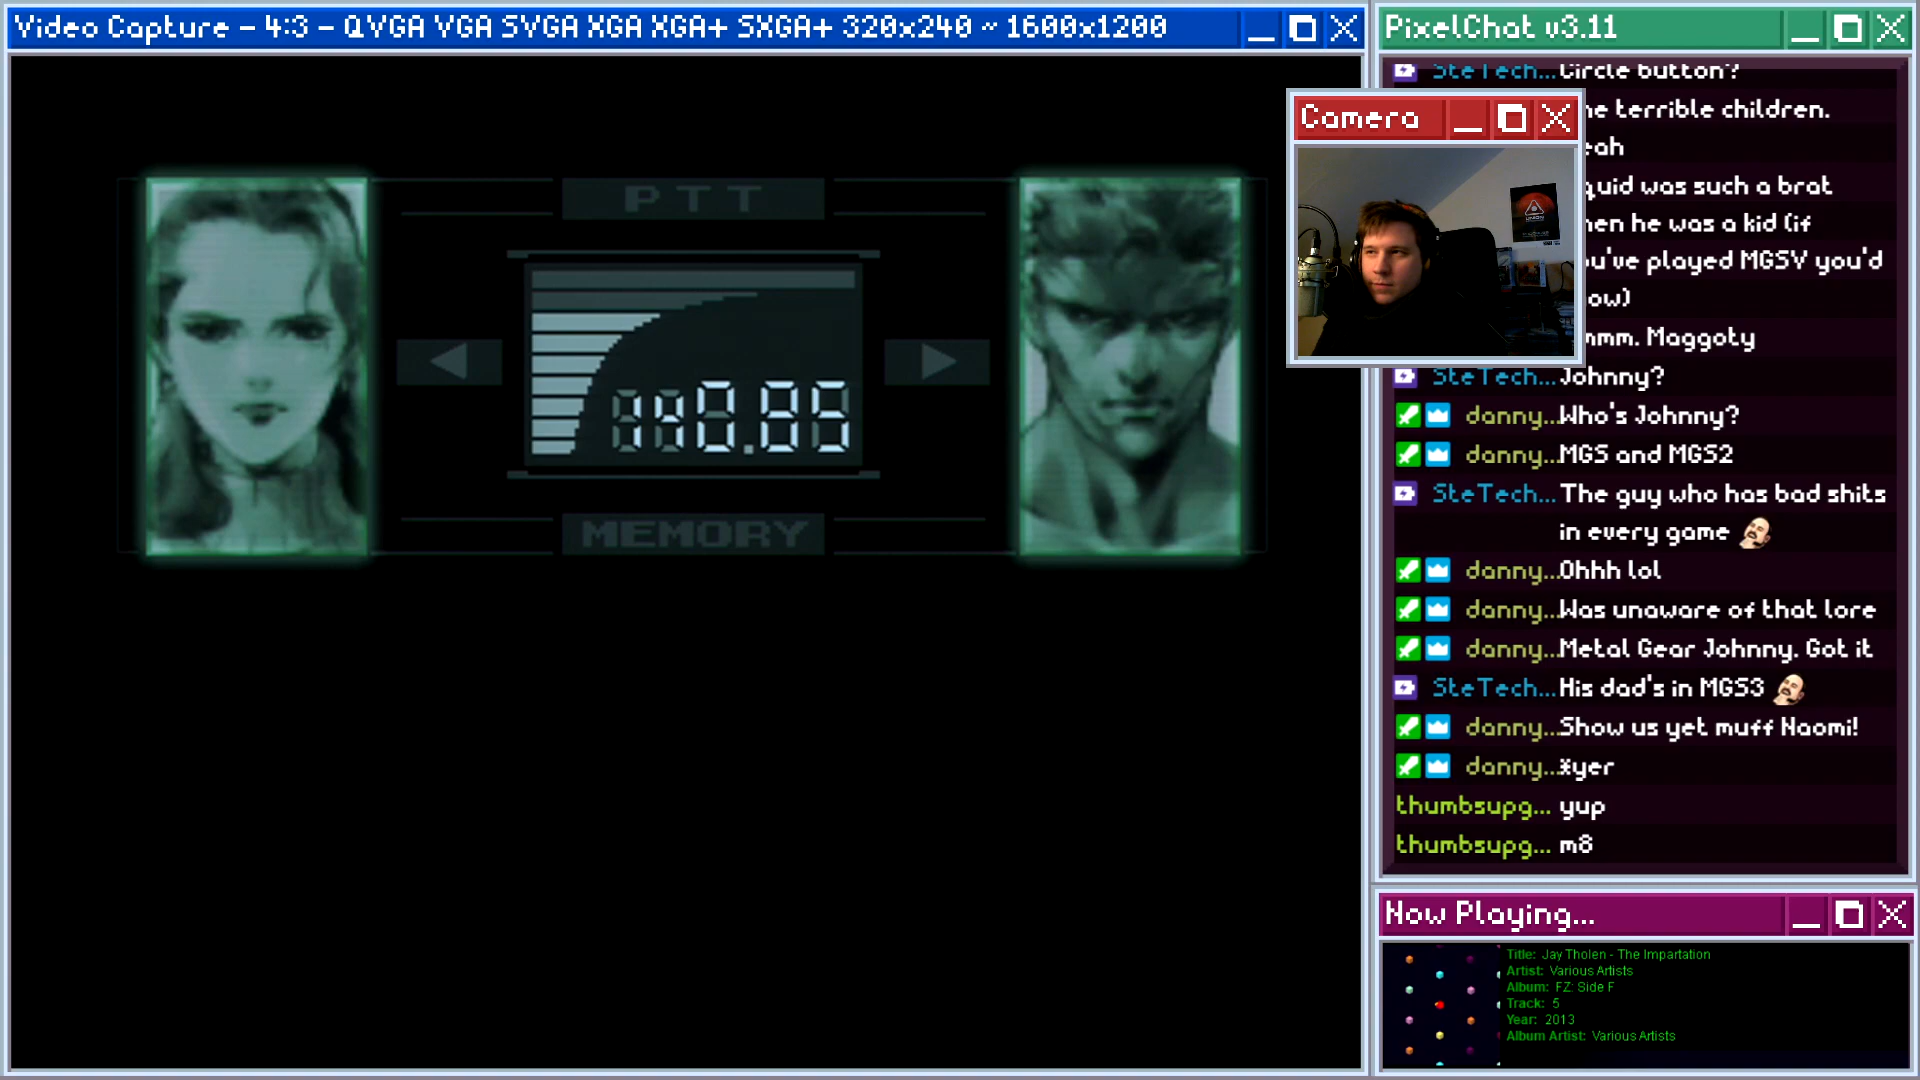 Video Capture - 4:3 - QVGA VGA SVGA XGA XGA+ SXGA+ 320x240 ~ 1600x1200
PTT
140.85
MEMORY
Camera
PixelChat v3.11
SteTech... Circle button?
he terrible children.
eah
quid was such a brat
hen he was a kid (if
ou've played MGSV you'd
ow)
mm. Maggoty
SteTech... Johnny?
danny... Who's Johnny?
danny... MGS and MGS2
SteTech... The guy who has bad shits
in every game
danny... Ohhh lol
danny... Was unaware of that lore
danny... Metal Gear Johnny. Got it
SteTech... His dad's in MGS3
danny... Show us yet muff Naomi!
danny... *yer
thumbsupg... yup
thumbsupg... m8
Now Playing...
Title: Jay Tholen - The Impartation
Artist: Various Artists
Album: FZ: Side F
Track: 5
Year: 2013
Album Artist: Various Artists